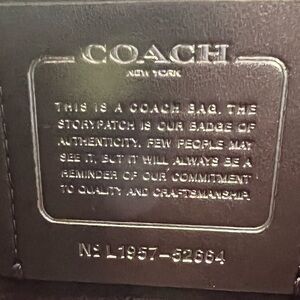 COACH
NEW YORK
THIS IS A COACH BAG. THE
STORYPATCH IS OUR BADGE OF
AUTHENTICITY. FEW PEOPLE MAY
SEE IT, BUT IT WILL ALWAYS BE A
REMINDER OF OUR COMMITMENT
TO QUALITY AND CRAFTSMANSHIP.
Nº L1957-52664